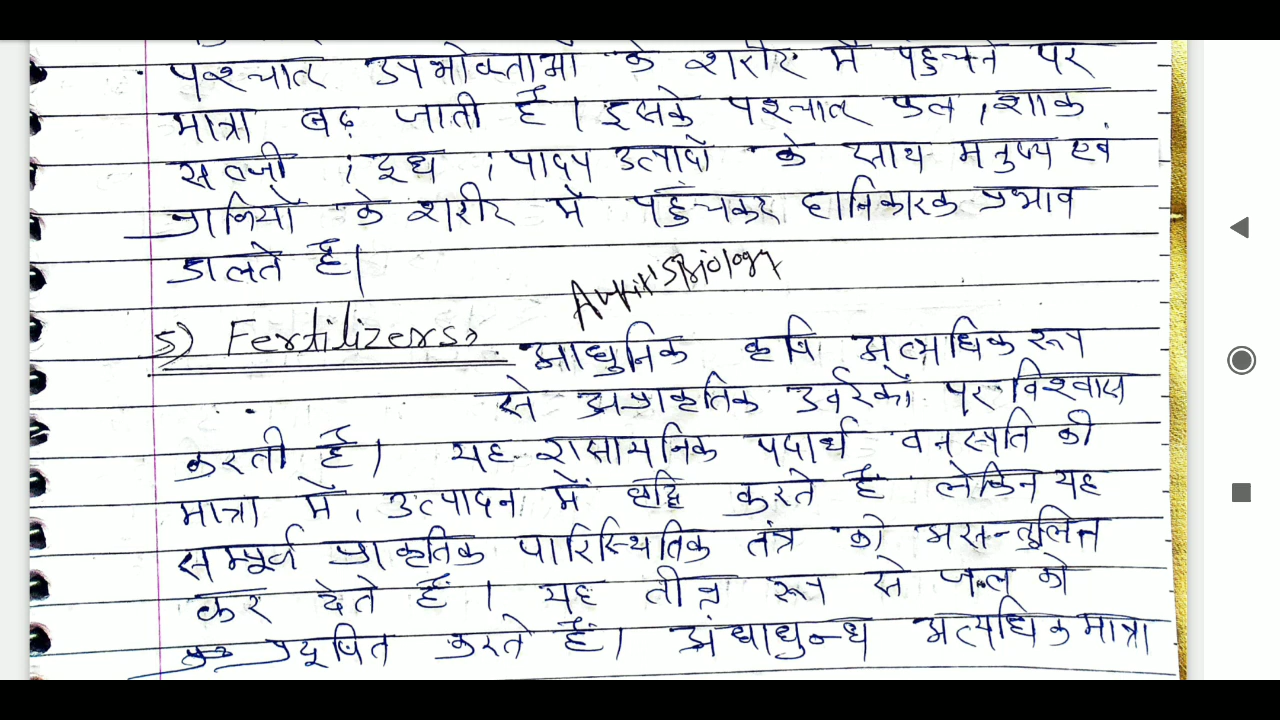 पश्चात उपभोक्ताओं के शरीर में पहुंचने पर
मात्रा बढ़ जाती है। इसके पश्चात फल, शाक
सब्जी, दूध, पादप उत्पादों के साथ मनुष्य एवं
प्रानियों के शरीर में पहुंचकर हानिकारक प्रभाव
डालते हैं।
5) Fertilizers
आधुनिक कृषि अत्यधिक रूप
से अप्राकृतिक उर्वरकों पर विश्वास
करती है। यह रासायनिक पदार्थ वनस्पति की
मात्रा में, उत्पादन में वृद्धि करते है लेकिन यह
सम्पूर्ण प्राकृतिक पारिस्थितिक तंत्र को असन्तुलित
कर देते हैं। यह तीव्र रूप से जल को
प्रदूषित करते हैं। अंधाधुन्ध अत्यधिक मात्रा